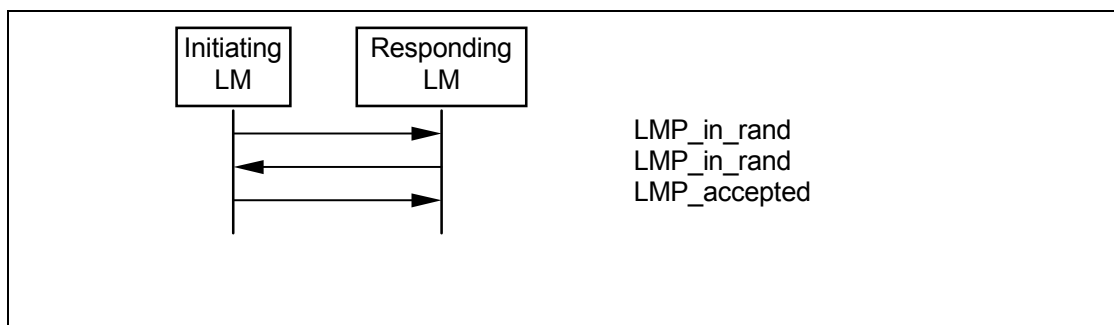 Initiating
LM
Responding
LM
LMP_in_rand
LMP_in_rand
LMP_accepted